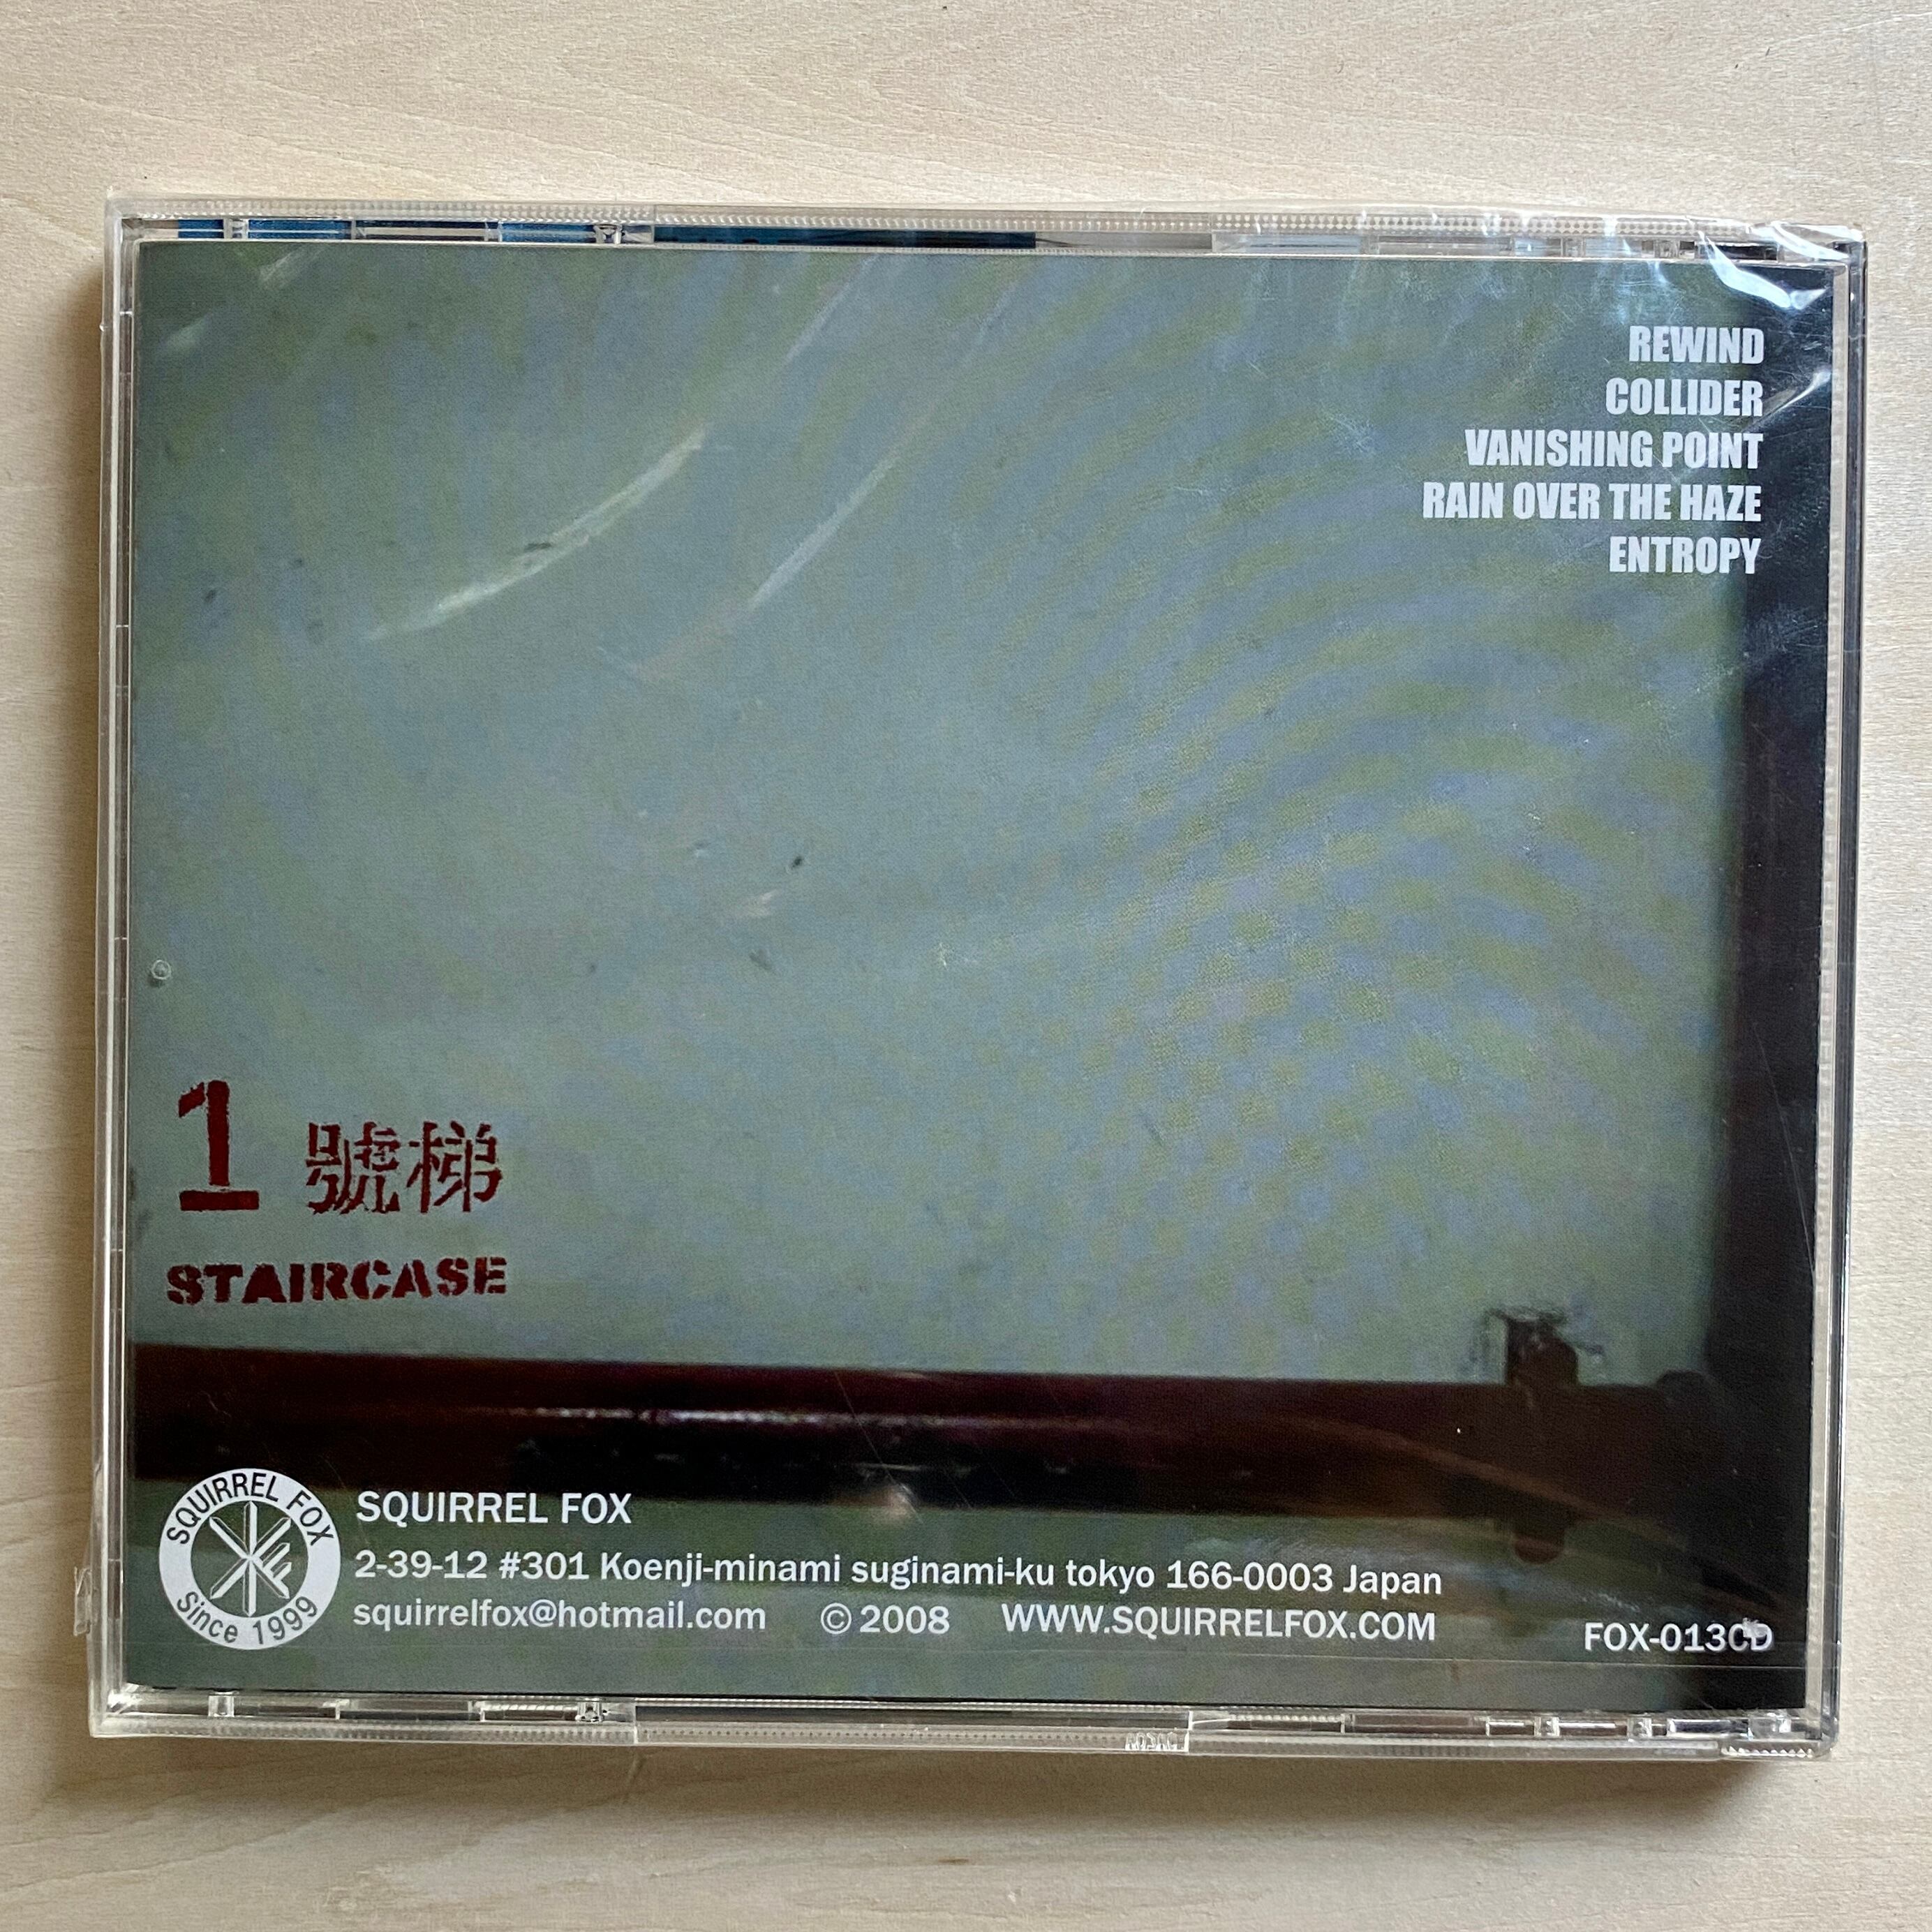 REWIND
COLLIDER
VANISHING POINT
RAIN OVER THE HAZE
ENTROPY
1 號梯
STAIRCASE
SQUIRREL FOX
Since 1999
SQUIRREL FOX
2-39-12 #301 Koenji-minami suginami-ku tokyo 166-0003 Japan
squirrelfox@hotmail.com © 2008 WWW.SQUIRRELFOX.COM
FOX-013CD